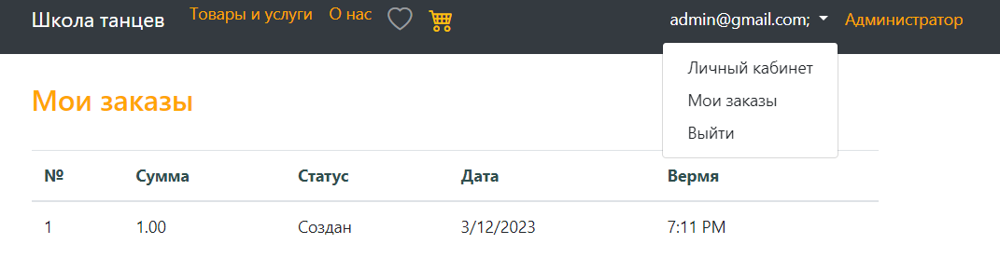 Школа танцев Товары и услуги О нас admin@gmail.com; Администратор
Личный кабинет
Мои заказы
Выйти
Мои заказы
№ Сумма Статус Дата Вермя
1 1.00 Создан 3/12/2023 7:11 PM